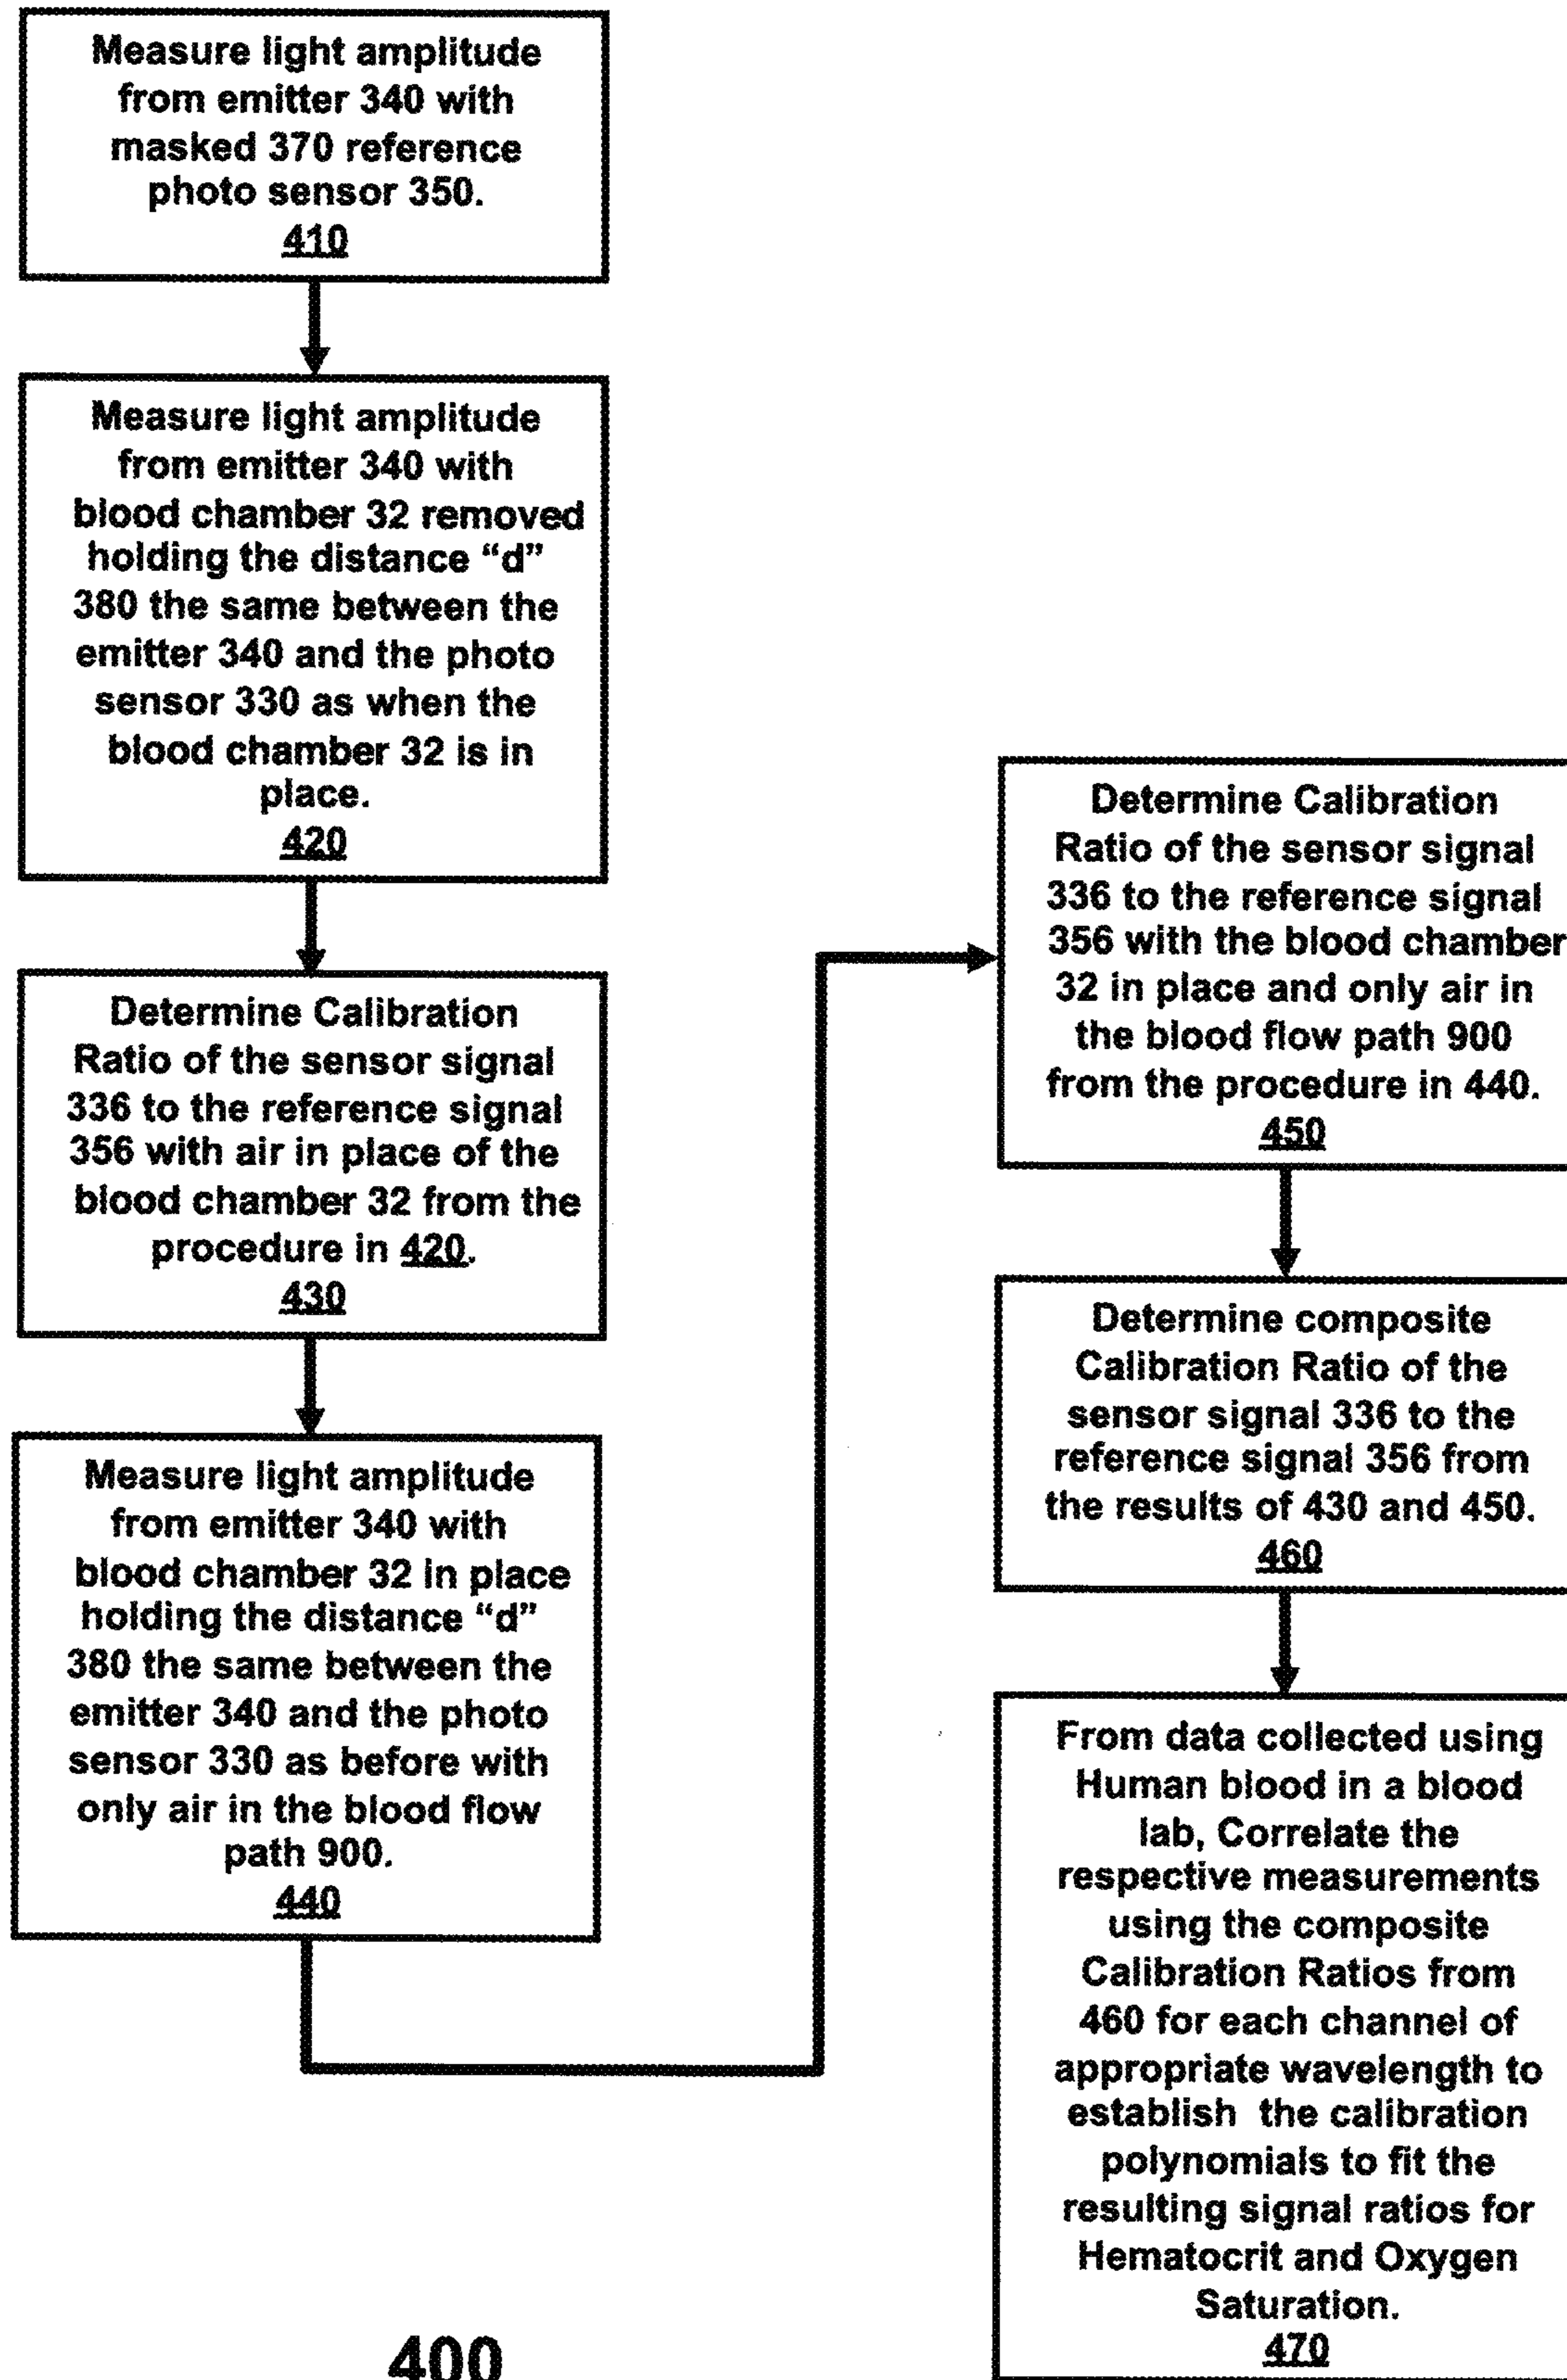 Measure light amplitude
from emitter 340 with
masked 370 reference
photo sensor 350.
410
Measure light amplitude
from emitter 340 with
blood chamber 32 removed
holding the distance “d”
380 the same between the
emitter 340 and the photo
sensor 330 as when the
blood chamber 32 is in
place.
420
Determine Calibration
Ratio of the sensor signal
336 to the reference signal
356 with air in place of the
blood chamber 32 from the
procedure in 420.
430
Measure light amplitude
from emitter 340 with
blood chamber 32 in place
holding the distance “d”
380 the same between the
emitter 340 and the photo
sensor 330 as before with
only air in the blood flow
path 900.
440
Determine Calibration
Ratio of the sensor signal
336 to the reference signal
356 with the blood chamber
32 in place and only air in
the blood flow path 900
from the procedure in 440.
450
Determine composite
Calibration Ratio of the
sensor signal 336 to the
reference signal 356 from
the results of 430 and 450.
460
From data collected using
Human blood in a blood
lab, Correlate the
respective measurements
using the composite
Calibration Ratios from
460 for each channel of
appropriate wavelength to
establish the calibration
polynomials to fit the
resulting signal ratios for
Hematocrit and Oxygen
Saturation.
470
400